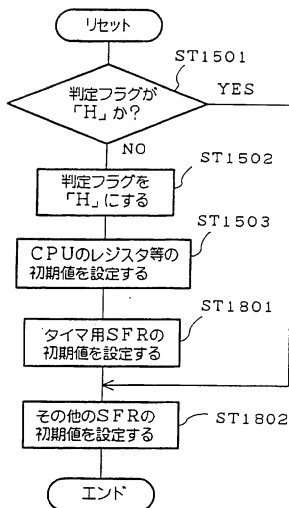 リセット
ST1501
判定フラグが
「H」か?
YES
NO
ST1502
判定フラグを
「H」にする
ST1503
CPUのレジスタ等の
初期値を設定する
ST1801
タイマ用SFRの
初期値を設定する
その他のSFRの
初期値を設定する
ST1802
エンド